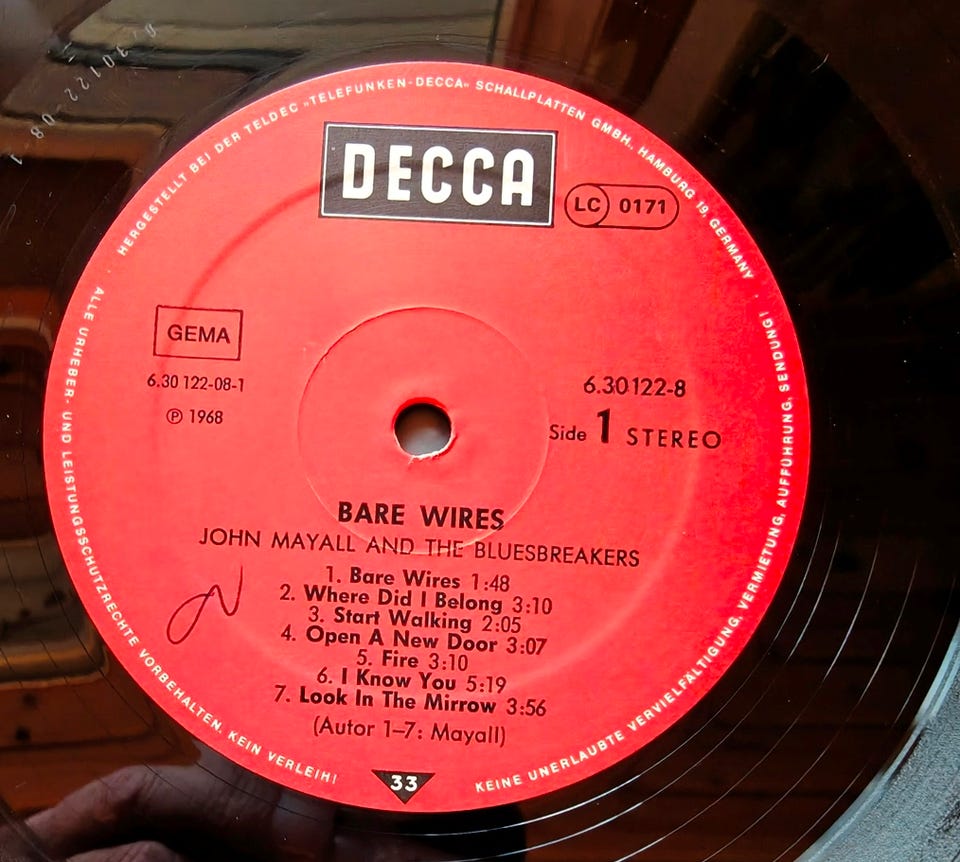 6.30122-08-1
HERGESTELLT BEI DER TELDEC »TELEFUNKEN-DECCA« SCHALLPLATTEN GMBH., HAMBURG 19, GERMANY
DECCA
LC 0171
GEMA
6.30 122-08-1
℗ 1968
6.30122-8
Side 1 STEREO
BARE WIRES
JOHN MAYALL AND THE BLUESBREAKERS
1. Bare Wires 1:48
2. Where Did I Belong 3:10
3. Start Walking 2:05
4. Open A New Door 3:07
5. Fire 3:10
6. I Know You 5:19
7. Look In The Mirrow 3:56
(Autor 1–7: Mayall)
33
ALLE URHEBER- UND LEISTUNGSSCHUTZRECHTE VORBEHALTEN. KEIN VERLEIH!
KEINE UNERLAUBTE VERVIELFÄLTIGUNG, VERMIETUNG, AUFFÜHRUNG, SENDUNG!